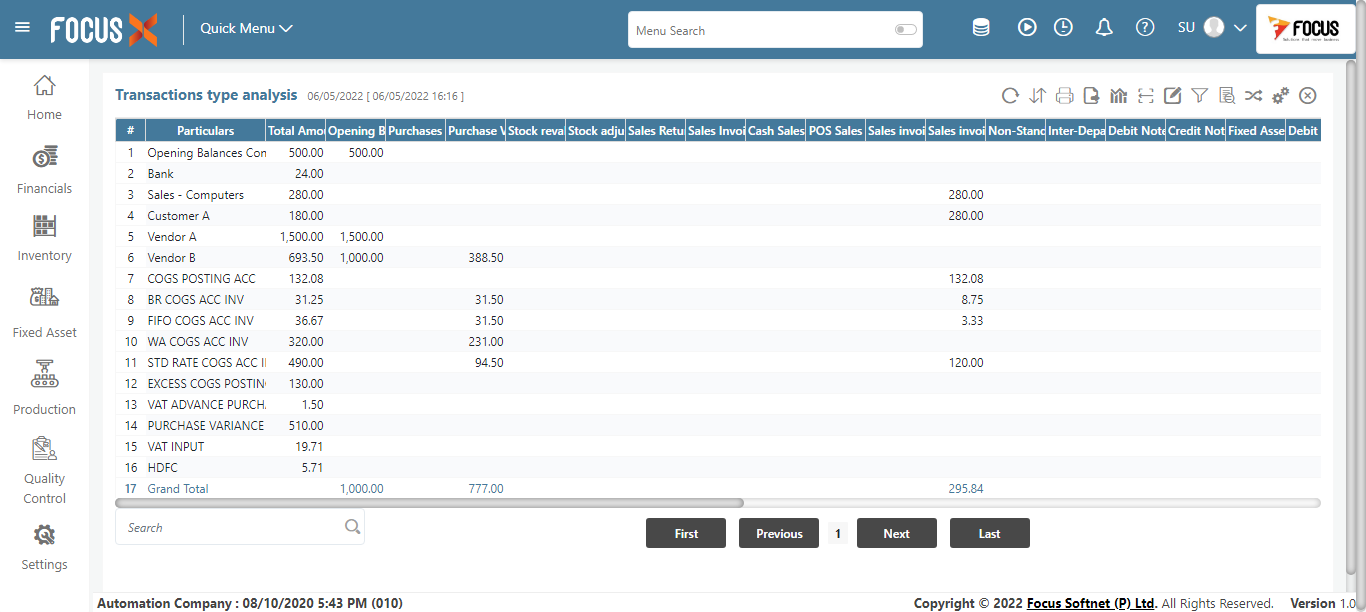 FOCUS X Quick Menu Menu Search SU FOCUS
Home
Financials
Inventory
Fixed Asset
Production
Quality
Control
Settings
Transactions type analysis 06/05/2022 [ 06/05/2022 16:16 ]
# Particulars Total Amou Opening B Purchases Purchase V Stock reval Stock adju Sales Retu Sales Invoi Cash Sales POS Sales Sales invoi Sales invoi Non-Stanc Inter-Depa Debit Note Credit Not Fixed Asse Debit
1 Opening Balances Con 500.00 500.00
2 Bank 24.00
3 Sales - Computers 280.00 280.00
4 Customer A 180.00 280.00
5 Vendor A 1,500.00 1,500.00
6 Vendor B 693.50 1,000.00 388.50
7 COGS POSTING ACC 132.08 132.08
8 BR COGS ACC INV 31.25 31.50 8.75
9 FIFO COGS ACC INV 36.67 31.50 3.33
10 WA COGS ACC INV 320.00 231.00
11 STD RATE COGS ACC I 490.00 94.50 120.00
12 EXCESS COGS POSTIN 130.00
13 VAT ADVANCE PURCH 1.50
14 PURCHASE VARIANCE 510.00
15 VAT INPUT 19.71
16 HDFC 5.71
17 Grand Total 1,000.00 777.00 295.84
Search First Previous 1 Next Last
Automation Company : 08/10/2020 5:43 PM (010) Copyright © 2022 Focus Softnet (P) Ltd. All Rights Reserved. Version 1.0